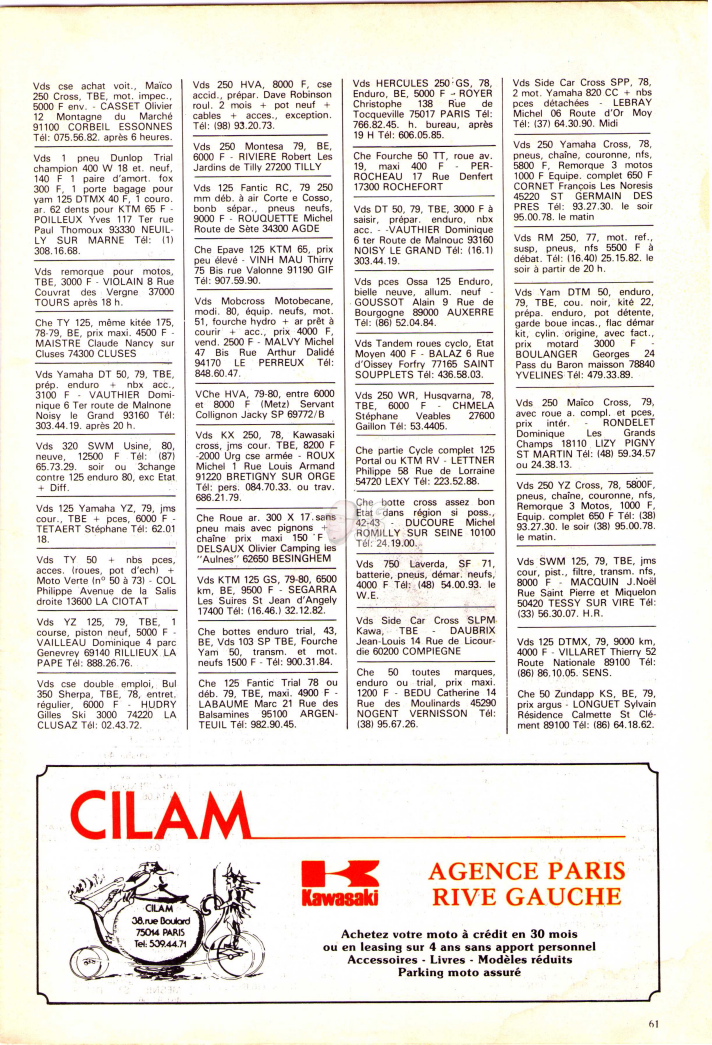 Vds cse achat voit., Maïco
250 Cross, TBE, mot. impec.,
5000 F env. - CASSET Olivier
12 Montagne du Marché
91100 CORBEIL ESSONNES
Tél: 075.56.82. après 6 heures.
Vds 1 pneu Dunlop Trial
champion 400 W 18 et. neuf,
140 F 1 paire d'amort. fox
300 F, 1 porte bagage pour
yam 125 DTMX 40 F, 1 couro.
ar. 62 dents pour KTM 65 F -
POILLEUX Yves 117 Ter rue
Paul Thomoux 93330 NEUIL-
LY SUR MARNE Tél: (1)
308.16.68.
Vds remorque pour motos,
TBE, 3000 F - VIOLAIN 8 Rue
Couvrat des Vergne 37000
TOURS après 18 h.
Che TY 125, même kitée 175,
78-79, BE, prix maxi. 4500 F -
MAISTRE Claude Nancy sur
Cluses 74300 CLUSES
Vds Yamaha DT 50, 79, TBE,
prép. enduro + nbx acc.,
3100 F - VAUTHIER Domi-
nique 6 Ter route de Malnone
Noisy le Grand 93160 Tél:
303.44.19. après 20 h.
Vds 320 SWM Usine, 80,
neuve, 12500 F Tél: (87)
65.73.29. soir ou 3change
contre 125 enduro 80, exc Etat
+ Diff.
Vds 125 Yamaha YZ, 79, jms
cour., TBE + pces, 6000 F -
TETAERT Stéphane Tél: 62.01
18.
Vds TY 50 + nbs pces,
acces. (roues, pot d'ech) +
Moto Verte (n° 50 à 73) - COL
Philippe Avenue de la Salis
droite 13600 LA CIOTAT
Vds YZ 125, 79, TBE, 1
course, piston neuf, 5000 F -
VAILLEAU Dominique 4 parc
Genevrey 69140 RILLIEUX LA
PAPE Tél: 888.26.76.
Vds cse double emploi, Bul
350 Sherpa, TBE, 78, entret.
régulier, 6000 F - HUDRY
Gilles Ski 3000 74220 LA
CLUSAZ Tél: 02.43.72.
Vds 250 HVA, 8000 F, cse
accid., prépar. Dave Robinson
roul. 2 mois + pot neuf +
cables + acces., exception.
Tél: (98) 93.20.73.
Vds 250 Montesa 79, BE,
6000 F - RIVIERE Robert Les
Jardins de Tilly 27200 TILLY
Vds 125 Fantic RC, 79 250
mm déb. à air Corte e Cosso,
bonb sépar., pneus neufs,
9000 F - ROUQUETTE Michel
Route de Sète 34300 AGDE
Che Epave 125 KTM 65, prix
peu élevé - VINH MAU Thirry
75 Bis rue Valonne 91190 GIF
Tél: 907.59.90.
Vds Mobcross Motobecane,
modi. 80, équip. neufs, mot.
51, fourche hydro + ar prêt à
courir + acc., prix 4000 F,
vend. 2500 F - MALVY Michel
47 Bis Rue Arthur Dalidé
94170 LE PERREUX Tél:
848.60.47.
VChe HVA, 79-80, entre 6000
et 8000 F (Metz) Servant
Collignon Jacky SP 69772/B
Vds KX 250, 78, Kawasaki
cross, jms cour. TBE, 8200 F
-2000 Urg cse armée - ROUX
Michel 1 Rue Louis Armand
91220 BRETIGNY SUR ORGE
Tél: pers. 084.70.33. ou trav.
686.21.79.
Che Roue ar. 300 X 17 sans
pneu mais avec pignons +
chaîne prix maxi 150 F
DELSAUX Olivier Camping les
"Aulnes" 62650 BESINGHEM
Vds KTM 125 GS, 79-80, 6500
km, BE, 9500 F - SEGARRA
Les Suires St Jean d'Angely
17400 Tél: (16.46.) 32.12.82.
Che bottes enduro trial, 43,
BE, Vds 103 SP TBE, Fourche
Yam 50, transm. et mot.
neufs 1500 F - Tél: 900.31.84.
Che 125 Fantic Trial 78 ou
déb. 79, TBE, maxi. 4900 F -
LABAUME Marc 21 Rue des
Balsamines 95100 ARGEN-
TEUIL Tél: 982.90.45.
Vds HERCULES 250 GS, 78,
Enduro, BE, 5000 F - ROYER
Christophe 138 Rue de
Tocqueville 75017 PARIS Tél:
766.82.45. h. bureau, après
19 H Tél: 606.05.85.
Che Fourche 50 TT, roue av.
19, maxi 400 F - PER-
ROCHEAU 17 Rue Denfert
17300 ROCHEFORT
Vds DT 50, 79, TBE, 3000 F à
saisir, prépar. enduro, nbx
acc. - -VAUTHIER Dominique
6 ter Route de Malnouc 93160
NOISY LE GRAND Tél: (16.1)
303.44.19.
Vds pces Ossa 125 Enduro,
bielle neuve, allum. neuf -
GOUSSOT Alain 9 Rue de
Bourgogne 89000 AUXERRE
Tél: (86) 52.04.84.
Vds Tandem roues cyclo, Etat
Moyen 400 F - BALAZ 6 Rue
d'Oissey Forfry 77165 SAINT
SOUPPLETS Tél: 436.58.03.
Vds 250 WR, Husqvarna, 78,
TBE, 6000 F - CHMELA
Stéphane Veables 27600
Gaillon Tél: 53.4405.
Che partie Cycle complet 125
Portal ou KTM RV - LETTNER
Philippe 58 Rue de Lorraine
54720 LEXY Tél: 223.52.88.
Che botte cross assez bon
Etat dans région si poss.,
42-43 - DUCOURE Michel
ROMILLY SUR SEINE 10100
Tél: 24.19.00.
Vds 750 Laverda, SF 71,
batterie, pneus, démar. neufs,
4000 F Tél: (48) 54.00.93. le
W.E.
Vds Side Car Cross SLPM
Kawa, TBE - DAUBRIX
Jean-Louis 14 Rue de Licour-
die 60200 COMPIEGNE
Che 50 toutes marques,
enduro ou trial, prix maxi.
1200 F - BEDU Catherine 14
Rue des Moulinards 45290
NOGENT VERNISSON Tél:
(38) 95.67.26.
Vds Side Car Cross SPP, 78,
2 mot. Yamaha 820 CC + nbs
pces détachées - LEBRAY
Michel 06 Route d'Or Moy
Tél: (37) 64.30.90. Midi
Vds 250 Yamaha Cross, 78,
pneus, chaîne, couronne, nfs,
5800 F, Remorque 3 motos
1000 F Equipe. complet 650 F
CORNET François Les Noresis
45220 ST GERMAIN DES
PRES Tél: 93.27.30. le soir
95.00.78. le matin
Vds RM 250, 77, mot. ref.,
susp, pneus, nfs 5500 F à
débat. Tél: (16.40) 25.15.82. le
soir à partir de 20 h.
Vds Yam DTM 50, enduro,
79, TBE, cou. noir, kité 22,
prépa. enduro, pot détente,
garde boue incas., flac démar
kit, cylin. origine, avec fact.,
prix motard 3000 F -
BOULANGER Georges 24
Pass du Baron maisson 78840
YVELINES Tél: 479.33.89.
Vds 250 Maïco Cross, 79,
avec roue a. compl. et pces,
prix intér. - RONDELET
Dominique Les Grands
Champs 18110 LIZY PIGNY
ST MARTIN Tél: (48) 59.34.57
ou 24.38.13.
Vds 250 YZ Cross, 78, 5800F,
pneus, chaîne, couronne, nfs,
Remorque 3 Motos, 1000 F,
Equip. complet 650 F Tél: (38)
93.27.30. le soir (38) 95.00.78.
le matin.
Vds SWM 125, 79, TBE, jms
cour, pist., filtre, transm. nfs,
8000 F - MACQUIN J.Noël
Rue Saint Pierre et Miquelon
50420 TESSY SUR VIRE Tél:
(33) 56.30.07. H.R.
Vds 125 DTMX, 79, 9000 km,
4000 F - VILLARET Thierry 52
Route Nationale 89100 Tél:
(86) 86.10.05. SENS.
Che 50 Zundapp KS, BE, 79,
prix argus - LONGUET Sylvain
Résidence Calmette St Clé-
ment 89100 Tél: (86) 64.18.62.
CILAM
CILAM
38, rue Boulard
75014 PARIS
Tel: 539.44.71
Kawasaki
AGENCE PARIS
RIVE GAUCHE
Achetez votre moto à crédit en 30 mois
ou en leasing sur 4 ans sans apport personnel
Accessoires - Livres - Modèles réduits
Parking moto assuré
61